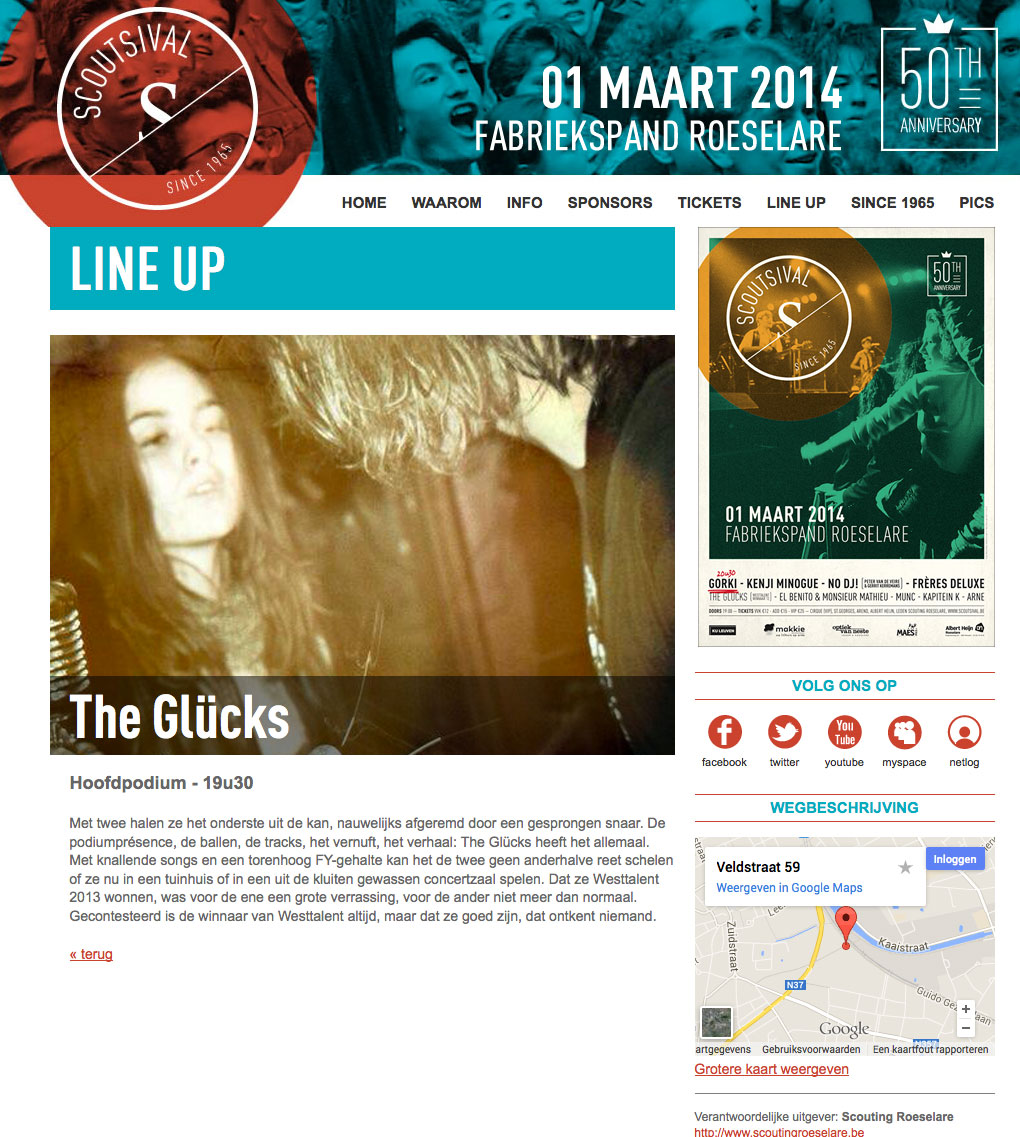 SCOUTSIVAL
S
SINCE 1965
01 MAART 2014
FABRIEKSPAND ROESELARE
50TH
ANNIVERSARY
HOME WAAROM INFO SPONSORS TICKETS LINE UP SINCE 1965 PICS
LINE UP
The Glücks
Hoofdpodium - 19u30
Met twee halen ze het onderste uit de kan, nauwelijks afgeremd door een gesprongen snaar. De
podiumprésence, de ballen, de tracks, het vernuft, het verhaal: The Glücks heeft het allemaal.
Met knallende songs en een torenhoog FY-gehalte kan het de twee geen anderhalve reet schelen
of ze nu in een tuinhuis of in een uit de kluiten gewassen concertzaal spelen. Dat ze Westtalent
2013 wonnen, was voor de ene een grote verrassing, voor de ander niet meer dan normaal.
Gecontesteerd is de winnaar van Westtalent altijd, maar dat ze goed zijn, dat ontkent niemand.
« terug
SCOUTSIVAL
S
SINCE 1965
50TH
ANNIVERSARY
01 MAART 2014
FABRIEKSPAND ROESELARE
20u30
GORKI - KENJI MINOGUE - NO DJ! - FRÈRES DELUXE
THE GLÜCKS - EL BENITO & MONSIEUR MATHIEU - MUNC - KAPITEIN K - ARNE
KU LEUVEN makkie optiek van neste MAES Albert Heijn
VOLG ONS OP
You
Tube
facebook twitter youtube myspace netlog
WEGBESCHRIJVING
Veldstraat 59
Weergeven in Google Maps
Inloggen
Zuidstraat
Kaaistraat
N37
Guido Gez
+
−
Google
artgegevens Gebruiksvoorwaarden Een kaartfout rapporteren
Grotere kaart weergeven
Verantwoordelijke uitgever: Scouting Roeselare
http://www.scoutingroeselare.be